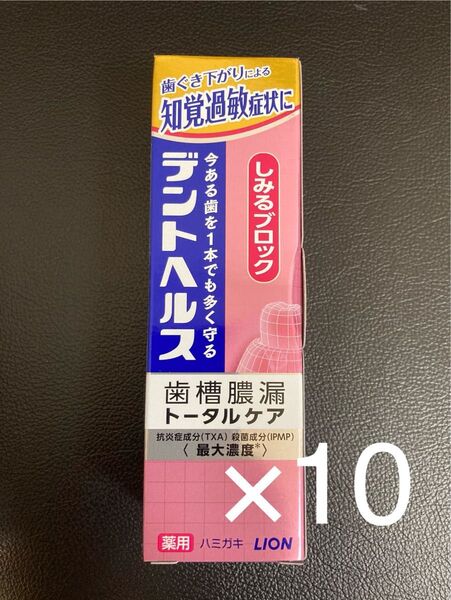 歯ぐき下がりによる
知覚過敏症状に
デントヘルス
今ある歯を1本でも多く守る
しみるブロック
歯槽膿漏
トータルケア
抗炎症成分(TXA) 殺菌成分(IPMP)
〈 最大濃度* 〉
×10
薬用 ハミガキ LION